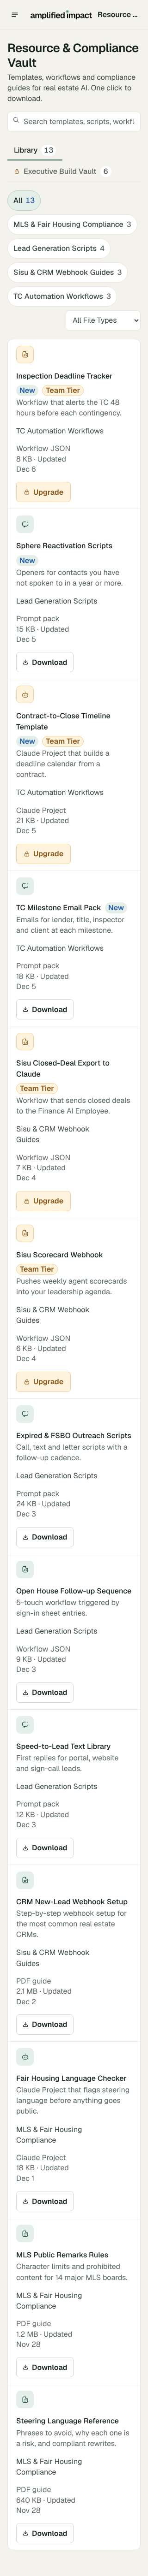 amplified impact Resource ...
Resource & Compliance
Vault
Templates, workflows and compliance
guides for real estate AI. One click to
download.
Search templates, scripts, workfl
Library 13
Executive Build Vault 6
All 13
MLS & Fair Housing Compliance 3
Lead Generation Scripts 4
Sisu & CRM Webhook Guides 3
TC Automation Workflows 3
All File Types
Inspection Deadline Tracker
New Team Tier
Workflow that alerts the TC 48
hours before each contingency.
TC Automation Workflows
Workflow JSON
8 KB · Updated
Dec 6
Upgrade
Sphere Reactivation Scripts
New
Openers for contacts you have
not spoken to in a year or more.
Lead Generation Scripts
Prompt pack
15 KB · Updated
Dec 5
Download
Contract-to-Close Timeline
Template
New Team Tier
Claude Project that builds a
deadline calendar from a
contract.
TC Automation Workflows
Claude Project
21 KB · Updated
Dec 5
Upgrade
TC Milestone Email Pack New
Emails for lender, title, inspector
and client at each milestone.
TC Automation Workflows
Prompt pack
18 KB · Updated
Dec 5
Download
Sisu Closed-Deal Export to
Claude
Team Tier
Workflow that sends closed deals
to the Finance AI Employee.
Sisu & CRM Webhook
Guides
Workflow JSON
7 KB · Updated
Dec 4
Upgrade
Sisu Scorecard Webhook
Team Tier
Pushes weekly agent scorecards
into your leadership agenda.
Sisu & CRM Webhook
Guides
Workflow JSON
6 KB · Updated
Dec 4
Upgrade
Expired & FSBO Outreach Scripts
Call, text and letter scripts with a
follow-up cadence.
Lead Generation Scripts
Prompt pack
24 KB · Updated
Dec 3
Download
Open House Follow-up Sequence
5-touch workflow triggered by
sign-in sheet entries.
Lead Generation Scripts
Workflow JSON
9 KB · Updated
Dec 3
Download
Speed-to-Lead Text Library
First replies for portal, website
and sign-call leads.
Lead Generation Scripts
Prompt pack
12 KB · Updated
Dec 3
Download
CRM New-Lead Webhook Setup
Step-by-step webhook setup for
the most common real estate
CRMs.
Sisu & CRM Webhook
Guides
PDF guide
2.1 MB · Updated
Dec 2
Download
Fair Housing Language Checker
Claude Project that flags steering
language before anything goes
public.
MLS & Fair Housing
Compliance
Claude Project
18 KB · Updated
Dec 1
Download
MLS Public Remarks Rules
Character limits and prohibited
content for 14 major MLS boards.
MLS & Fair Housing
Compliance
PDF guide
1.2 MB · Updated
Nov 28
Download
Steering Language Reference
Phrases to avoid, why each one is
a risk, and compliant rewrites.
MLS & Fair Housing
Compliance
PDF guide
640 KB · Updated
Nov 28
Download